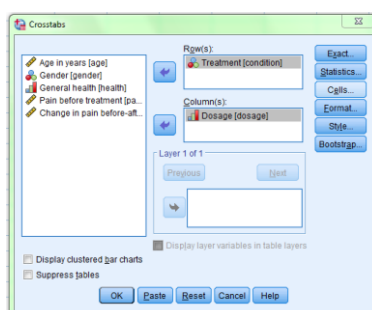 Crosstabs
Age in years [age]
Gender [gender]
General health [health]
Pain before treatment [pa...
Change in pain before-aft...
Row(s):
Treatment [condition]
Column(s):
Dosage [dosage]
Layer 1 of 1
Previous
Next
Display layer variables in table layers
Exact...
Statistics...
Cells...
Format...
Style...
Bootstrap...
Display clustered bar charts
Suppress tables
OK
Paste
Reset
Cancel
Help